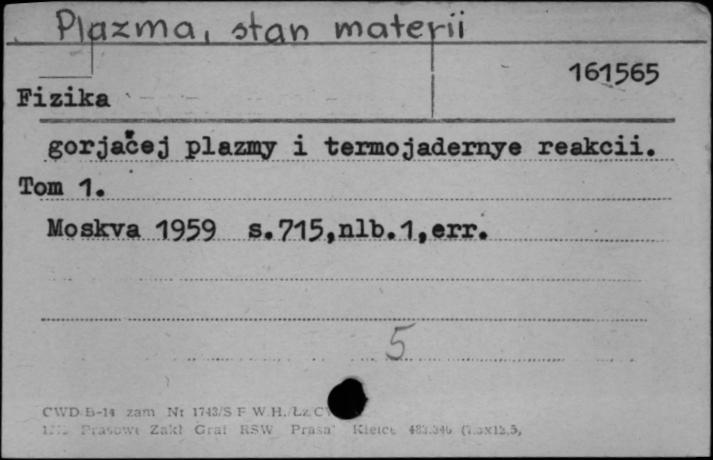 Plazma, stan materii
161565
Fizika
gorjačej plazmy i termojadernye reakcii.
Tom 1.
Moskva 1959 s.715,nlb.1,err.
5
CWD B-14 zam Nr 1743/S F W.H./Łz
Prasowe Zakł Graf RSW Prasa" Kielce